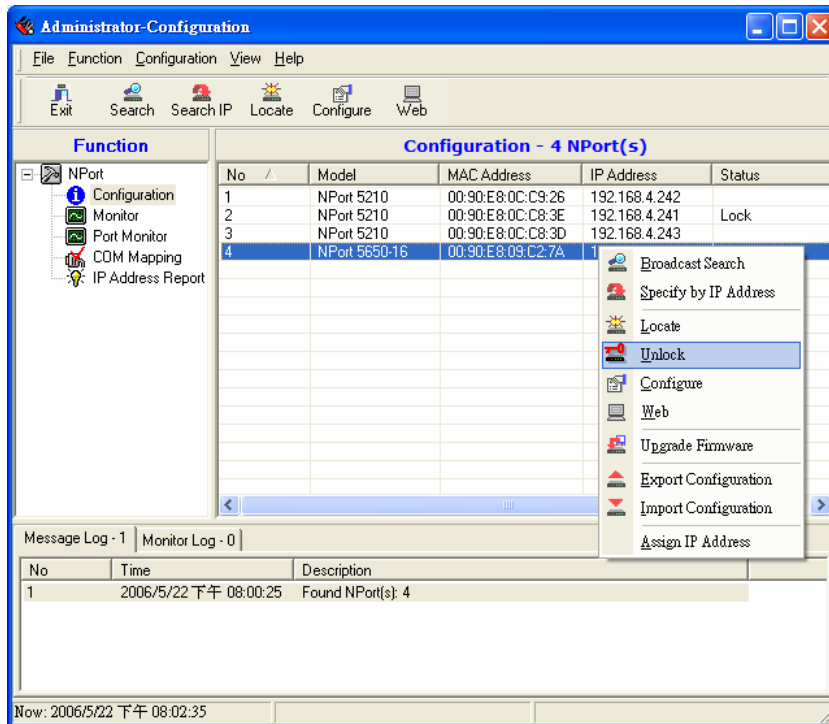 Administrator-Configuration
File Function Configuration View Help
Exit Search Search IP Locate Configure Web
Function
Configuration - 4 NPort(s)
NPort
Configuration
Monitor
Port Monitor
COM Mapping
IP Address Report
No Model MAC Address IP Address Status
1 NPort 5210 00:90:E8:0C:C9:26 192.168.4.242
2 NPort 5210 00:90:E8:0C:C8:3E 192.168.4.241 Lock
3 NPort 5210 00:90:E8:0C:C8:3D 192.168.4.243
4 NPort 5650-16 00:90:E8:09:C2:7A 1
Broadcast Search
Specify by IP Address
Locate
Unlock
Configure
Web
Upgrade Firmware
Export Configuration
Import Configuration
Assign IP Address
Message Log - 1 Monitor Log - 0
No Time Description
1 2006/5/22 下午 08:00:25 Found NPort(s): 4
Now: 2006/5/22 下午 08:02:35